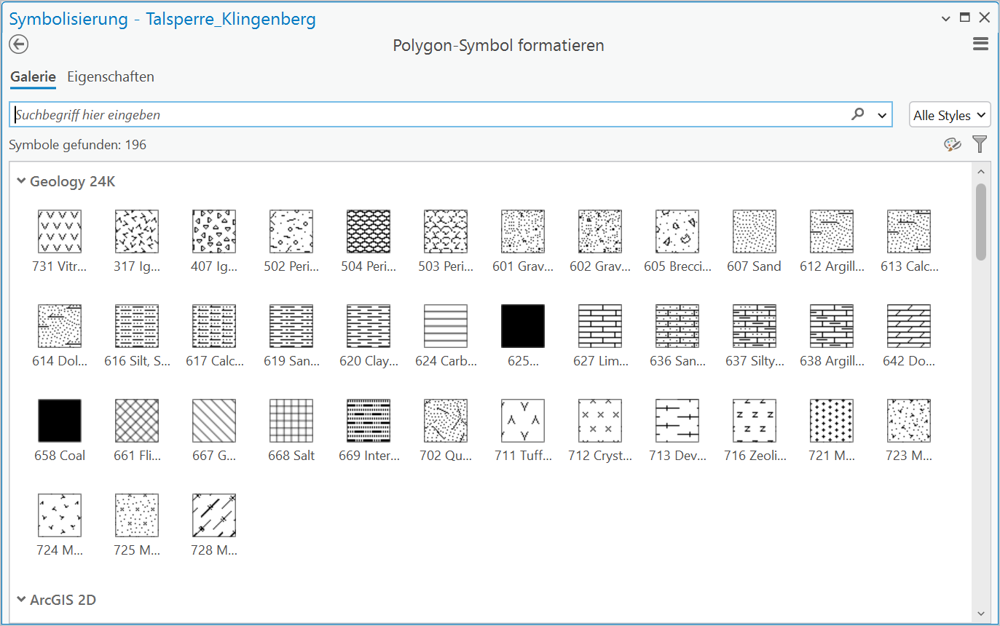 Symbolisierung - Talsperre_Klingenberg
Polygon-Symbol formatieren
Galerie Eigenschaften
Suchbegriff hier eingeben
Alle Styles
Symbole gefunden: 196
Geology 24K
731 Vitr... 317 Ig... 407 Ig... 502 Peri... 504 Peri... 503 Peri... 601 Grav... 602 Grav... 605 Brecci... 607 Sand 612 Argill... 613 Calc...
614 Dol... 616 Silt, S... 617 Calc... 619 San... 620 Clay... 624 Carb... 625... 627 Lim... 636 San... 637 Silty... 638 Argill... 642 Do...
658 Coal 661 Fli... 667 G... 668 Salt 669 Inter... 702 Qu... 711 Tuff... 712 Cryst... 713 Dev... 716 Zeoli... 721 M... 723 M...
724 M... 725 M... 728 M...
ArcGIS 2D